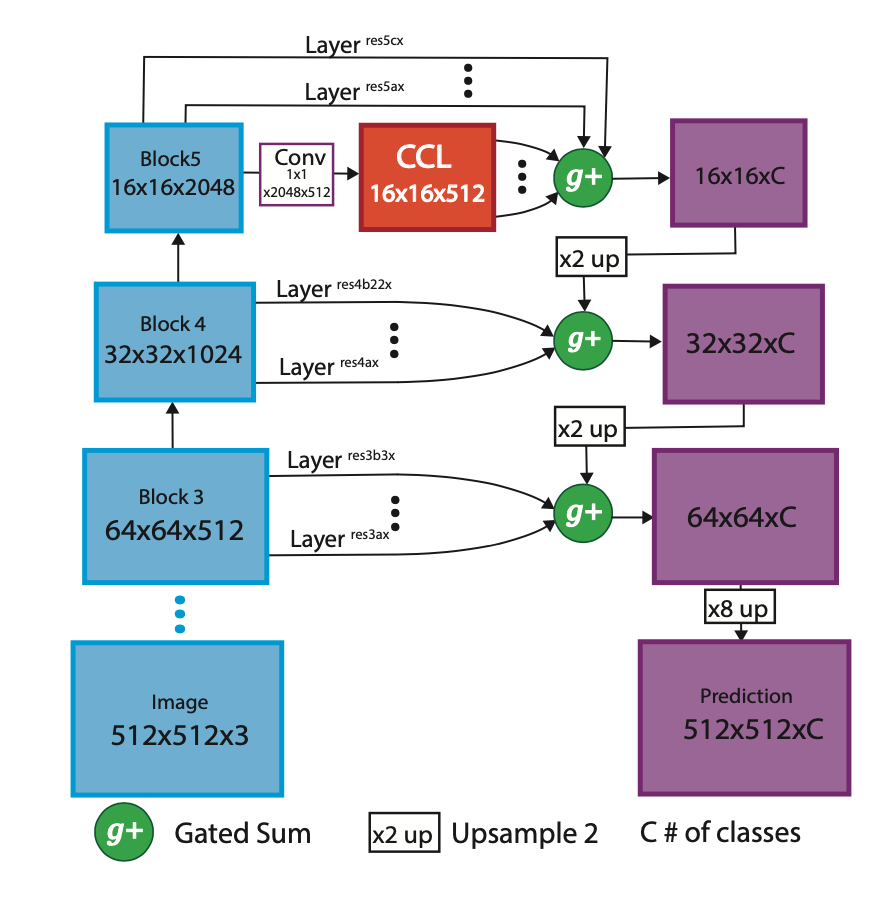 Layer res5cx
Layer res5ax
Block5
16x16x2048
Conv
1x1
x2048x512
CCL
16x16x512
g+
16x16xC
x2 up
Layer res4b22x
Block 4
32x32x1024
Layer res4ax
g+
32x32xC
x2 up
Layer res3b3x
Block 3
64x64x512
Layer res3ax
g+
64x64xC
x8 up
Image
512x512x3
Prediction
512x512xC
g+ Gated Sum
x2 up Upsample 2
C # of classes